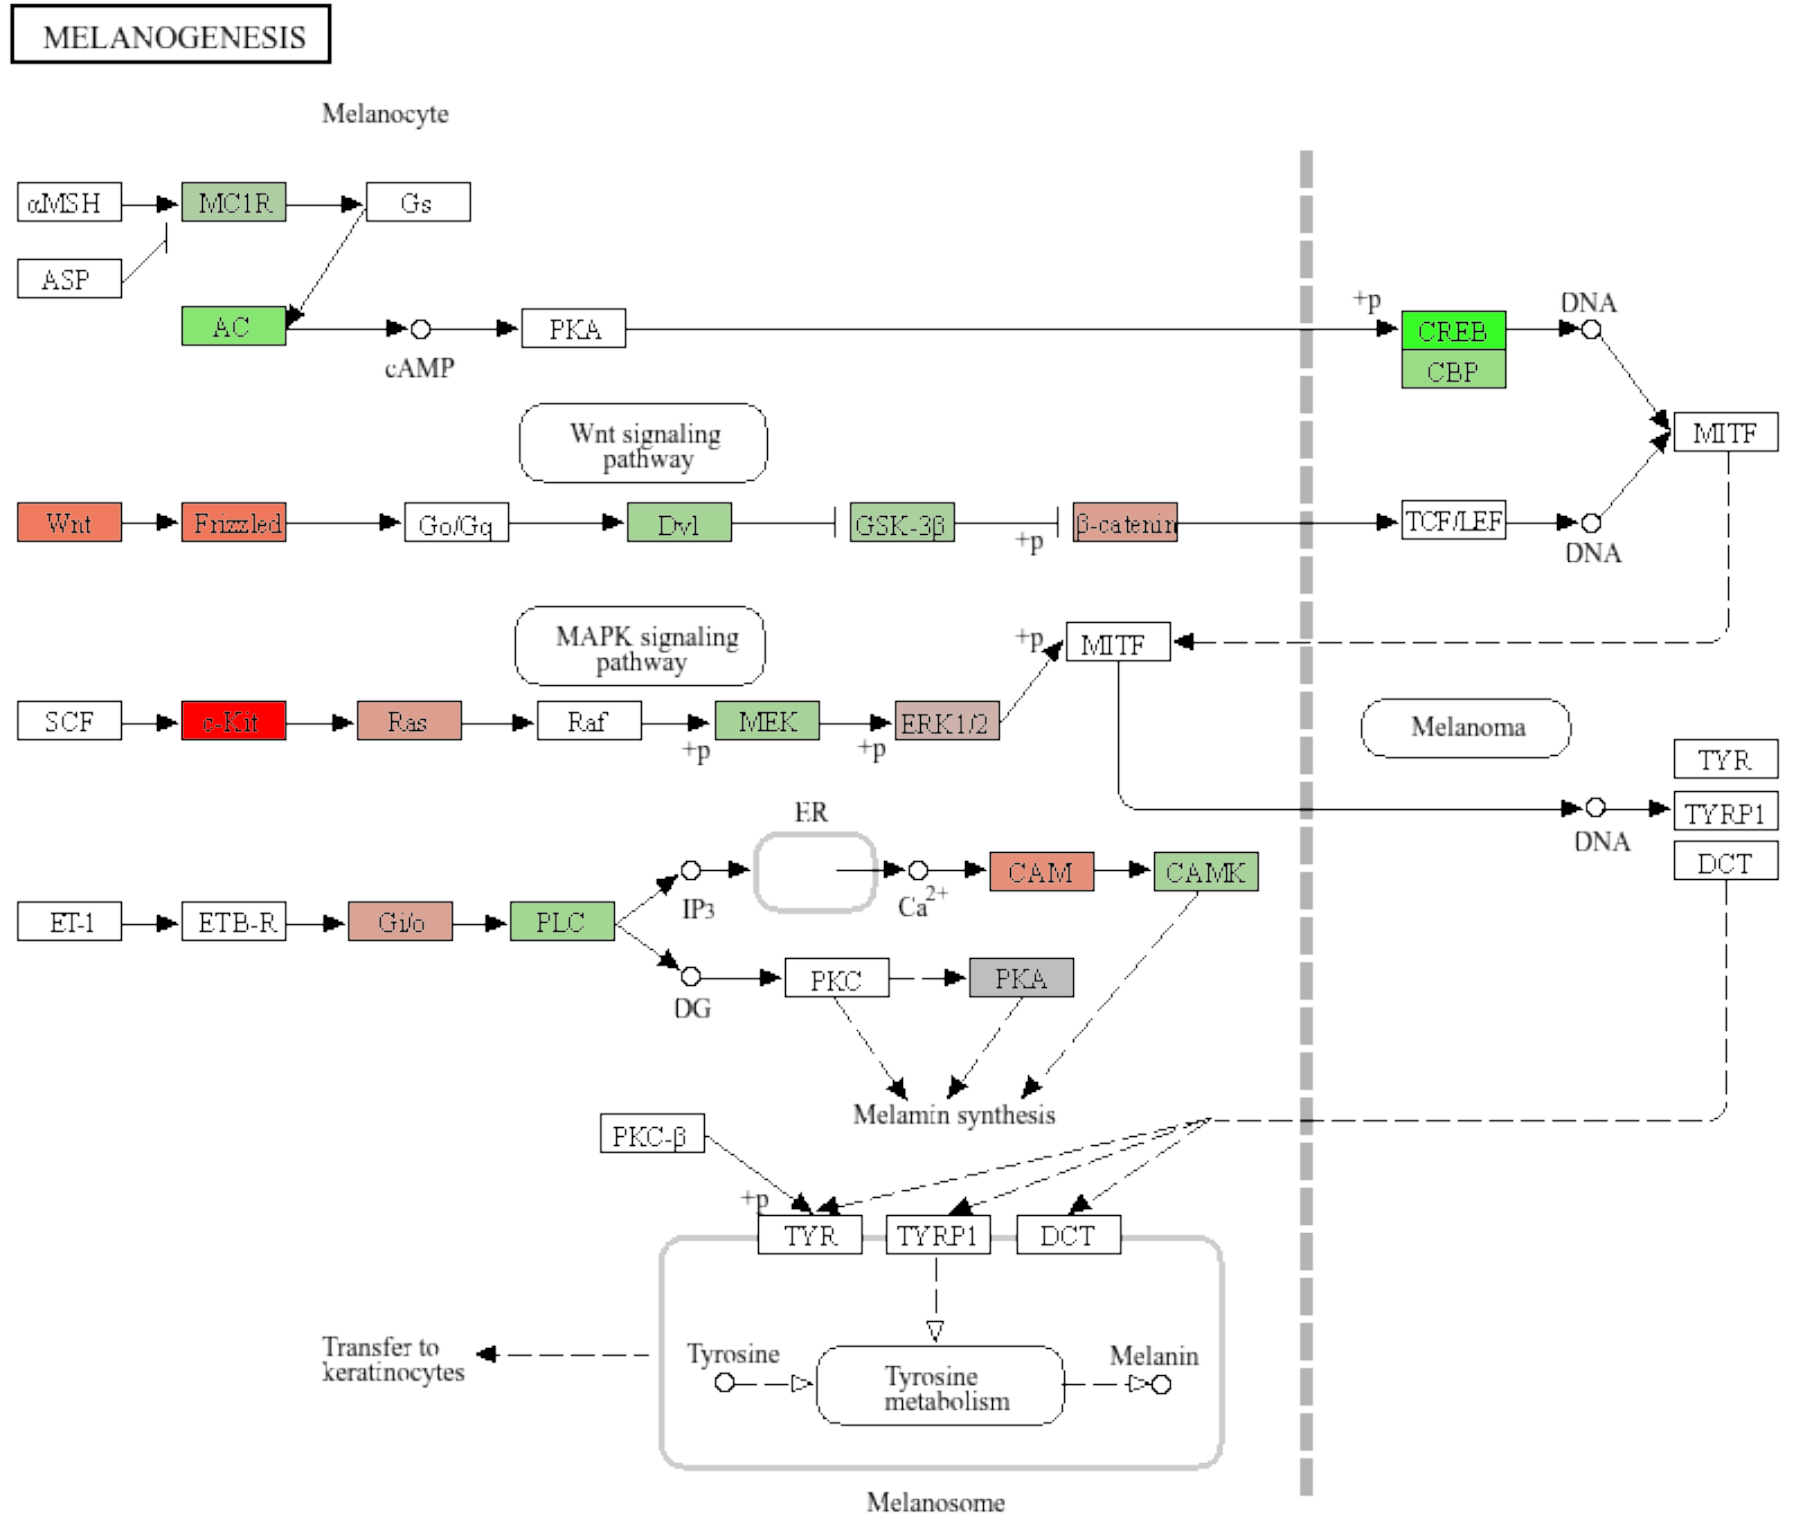 MELANOGENESIS
Melanocyte
αMSH
MC1R
Gs
ASP
AC
cAMP
PKA
+p
CREB
CBP
DNA
MITF
Wnt signaling
pathway
Wnt
Frizzled
Go/Gq
Dvl
GSK-3β
+p
β-catenin
TCF/LEF
DNA
MAPK signaling
pathway
SCF
c-Kit
Ras
Raf
+p
MEK
+p
ERK1/2
+p
MITF
Melanoma
DNA
TYR
TYRP1
DCT
ET-1
ETB-R
Gi/o
PLC
IP3
ER
Ca2+
CAM
CAMK
DG
PKC
PKA
Melamin synthesis
PKC-β
+p
TYR
TYRP1
DCT
Transfer to
keratinocytes
Tyrosine
Tyrosine
metabolism
Melanin
Melanosome